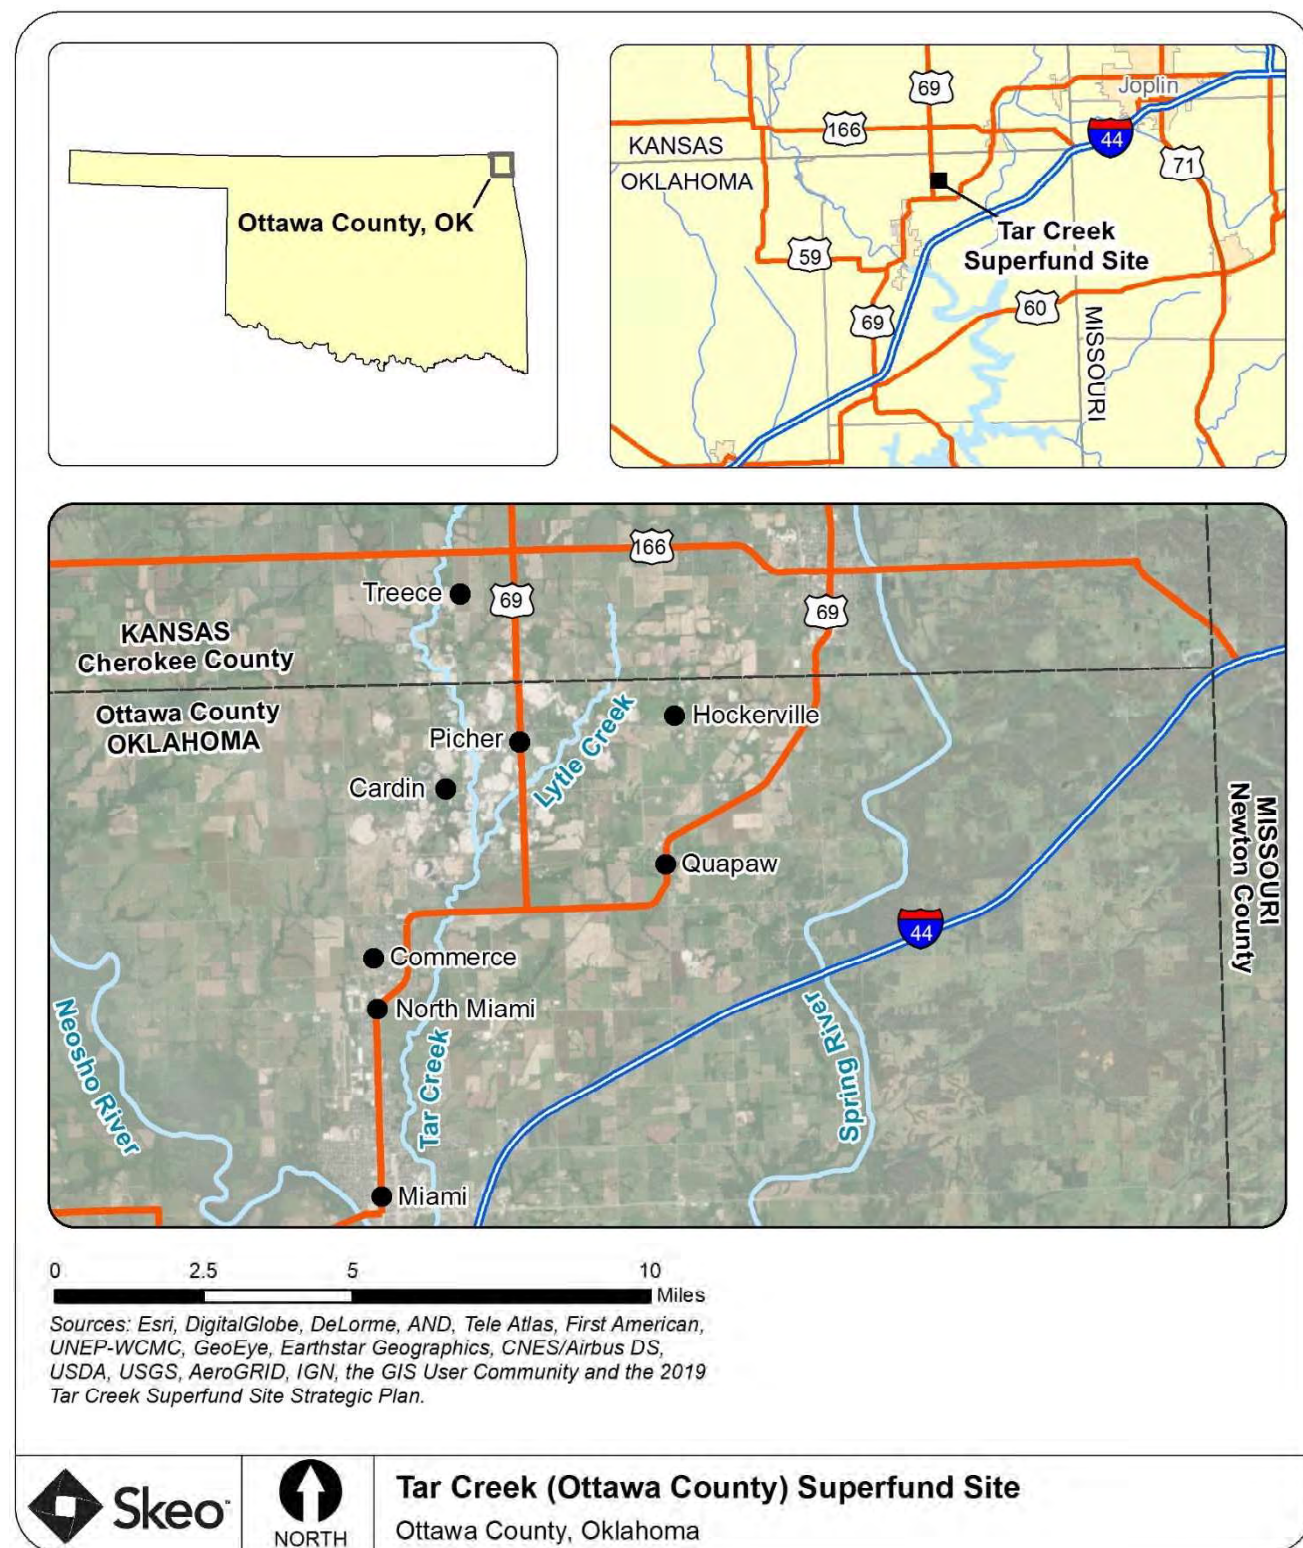 Ottawa County, OK
69
Joplin
166
44
KANSAS
71
OKLAHOMA
Tar Creek
Superfund Site
59
60
69
MISSOURI
166
Treece
69
69
KANSAS
Cherokee County
Ottawa County
OKLAHOMA
Hockerville
Picher
Lytle Creek
Cardin
MISSOURI
Newton County
Quapaw
44
Commerce
North Miami
Neosho River
Tar Creek
Spring River
Miami
0 2.5 5 10
Miles
Sources: Esri, DigitalGlobe, DeLorme, AND, Tele Atlas, First American,
UNEP-WCMC, GeoEye, Earthstar Geographics, CNES/Airbus DS,
USDA, USGS, AeroGRID, IGN, the GIS User Community and the 2019
Tar Creek Superfund Site Strategic Plan.
Skeo™
NORTH
Tar Creek (Ottawa County) Superfund Site
Ottawa County, Oklahoma